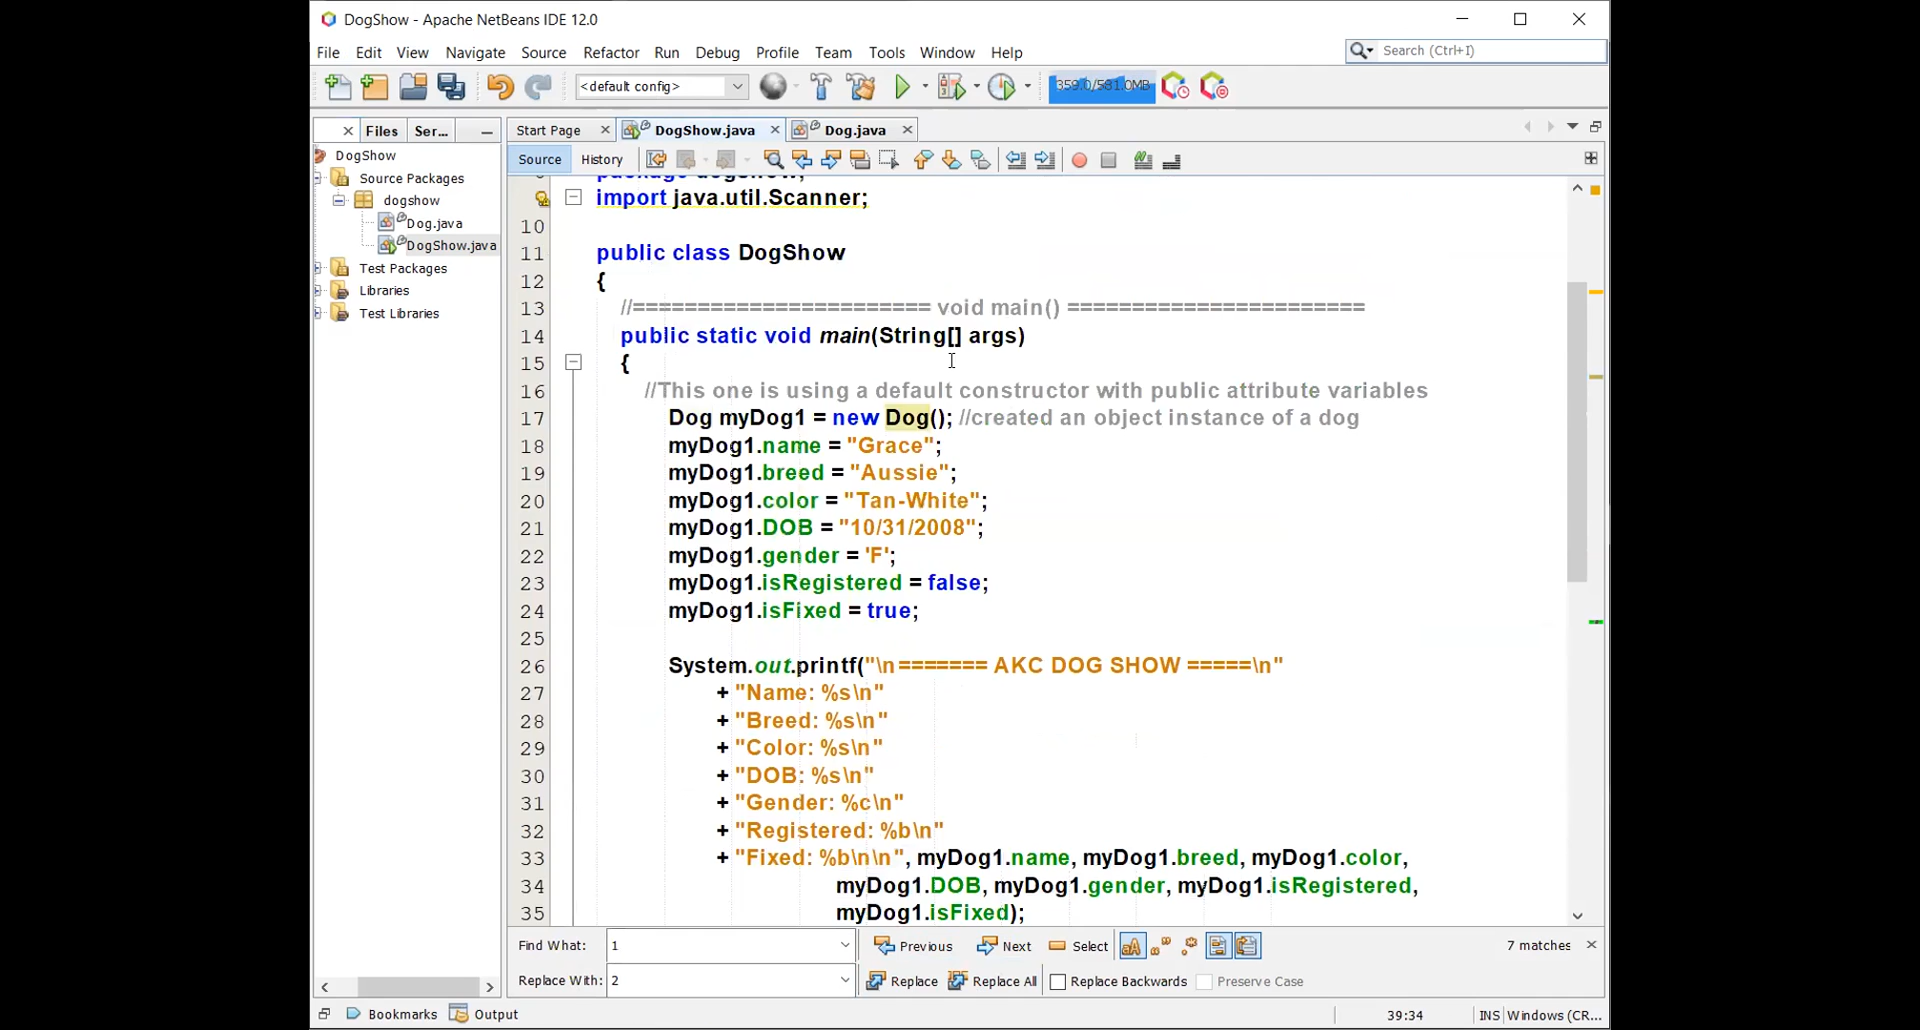 DogShow - Apache NetBeans IDE 12.0
File Edit View Navigate Source Refactor Run Debug Profile Team Tools Window Help
Search (Ctrl+I)
<default config>
359.0/581.0MB
Files Ser...
Start Page DogShow.java Dog.java
Source History
DogShow
Source Packages
dogshow
Dog.java
DogShow.java
Test Packages
Libraries
Test Libraries
package dogshow;
import java.util.Scanner;
10
11 public class DogShow
12 {
13 //======================= void main() =======================
14 public static void main(String[] args)
15 {
16 //This one is using a default constructor with public attribute variables
17 Dog myDog1 = new Dog(); //created an object instance of a dog
18 myDog1.name = "Grace";
19 myDog1.breed = "Aussie";
20 myDog1.color = "Tan-White";
21 myDog1.DOB = "10/31/2008";
22 myDog1.gender = 'F';
23 myDog1.isRegistered = false;
24 myDog1.isFixed = true;
25
26 System.out.printf("\n======= AKC DOG SHOW =====\n"
27 + "Name: %s\n"
28 + "Breed: %s\n"
29 + "Color: %s\n"
30 + "DOB: %s\n"
31 + "Gender: %c\n"
32 + "Registered: %b\n"
33 + "Fixed: %b\n\n", myDog1.name, myDog1.breed, myDog1.color,
34 myDog1.DOB, myDog1.gender, myDog1.isRegistered,
35 myDog1.isFixed);
Find What: 1 Previous Next Select 7 matches
Replace With: 2 Replace Replace All Replace Backwards Preserve Case
Bookmarks Output 39:34 INS Windows (CR...